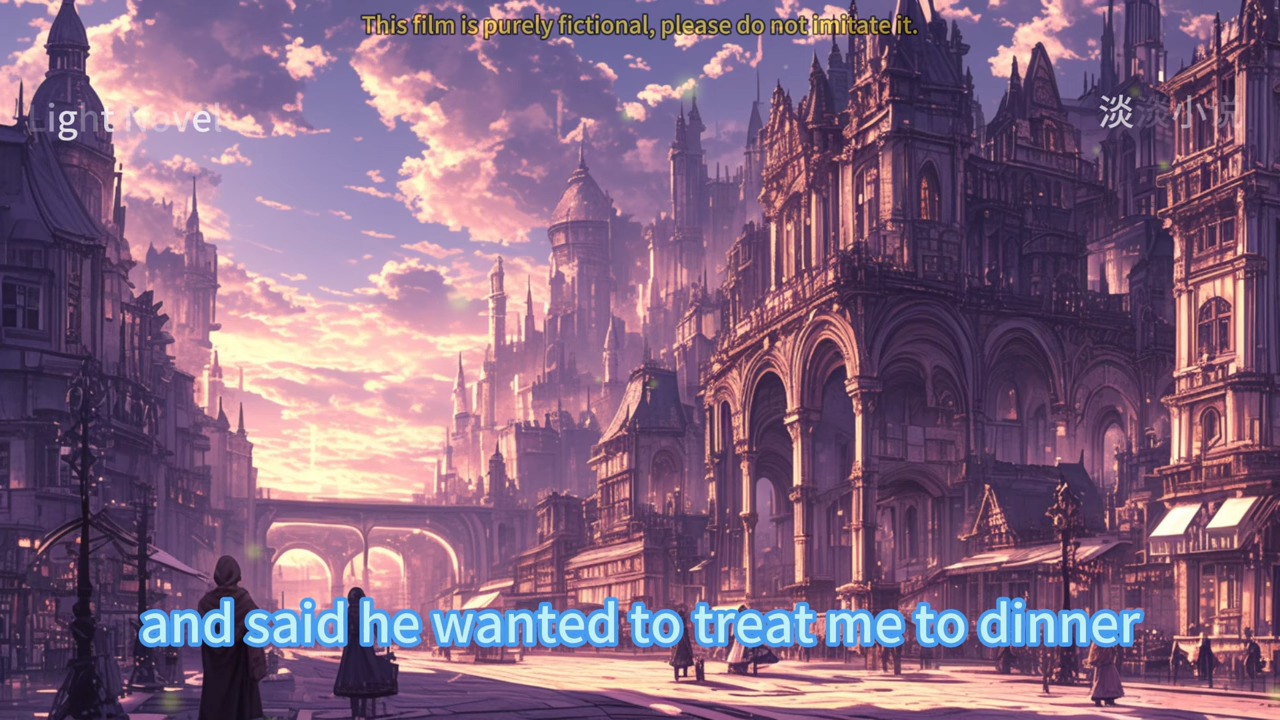 This film is purely fictional, please do not imitate it.
Light Novel
淡淡小说
and said he wanted to treat me to dinner